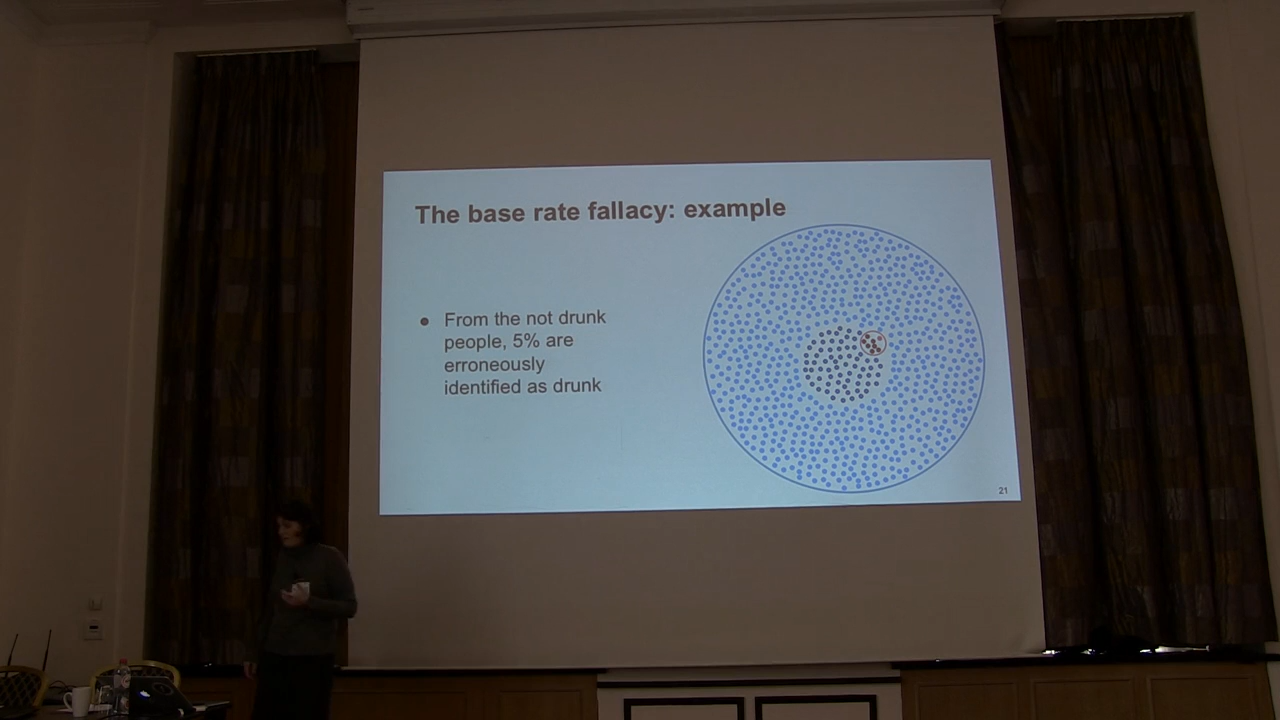 The base rate fallacy: example
From the not drunk
people, 5% are
erroneously
identified as drunk
21